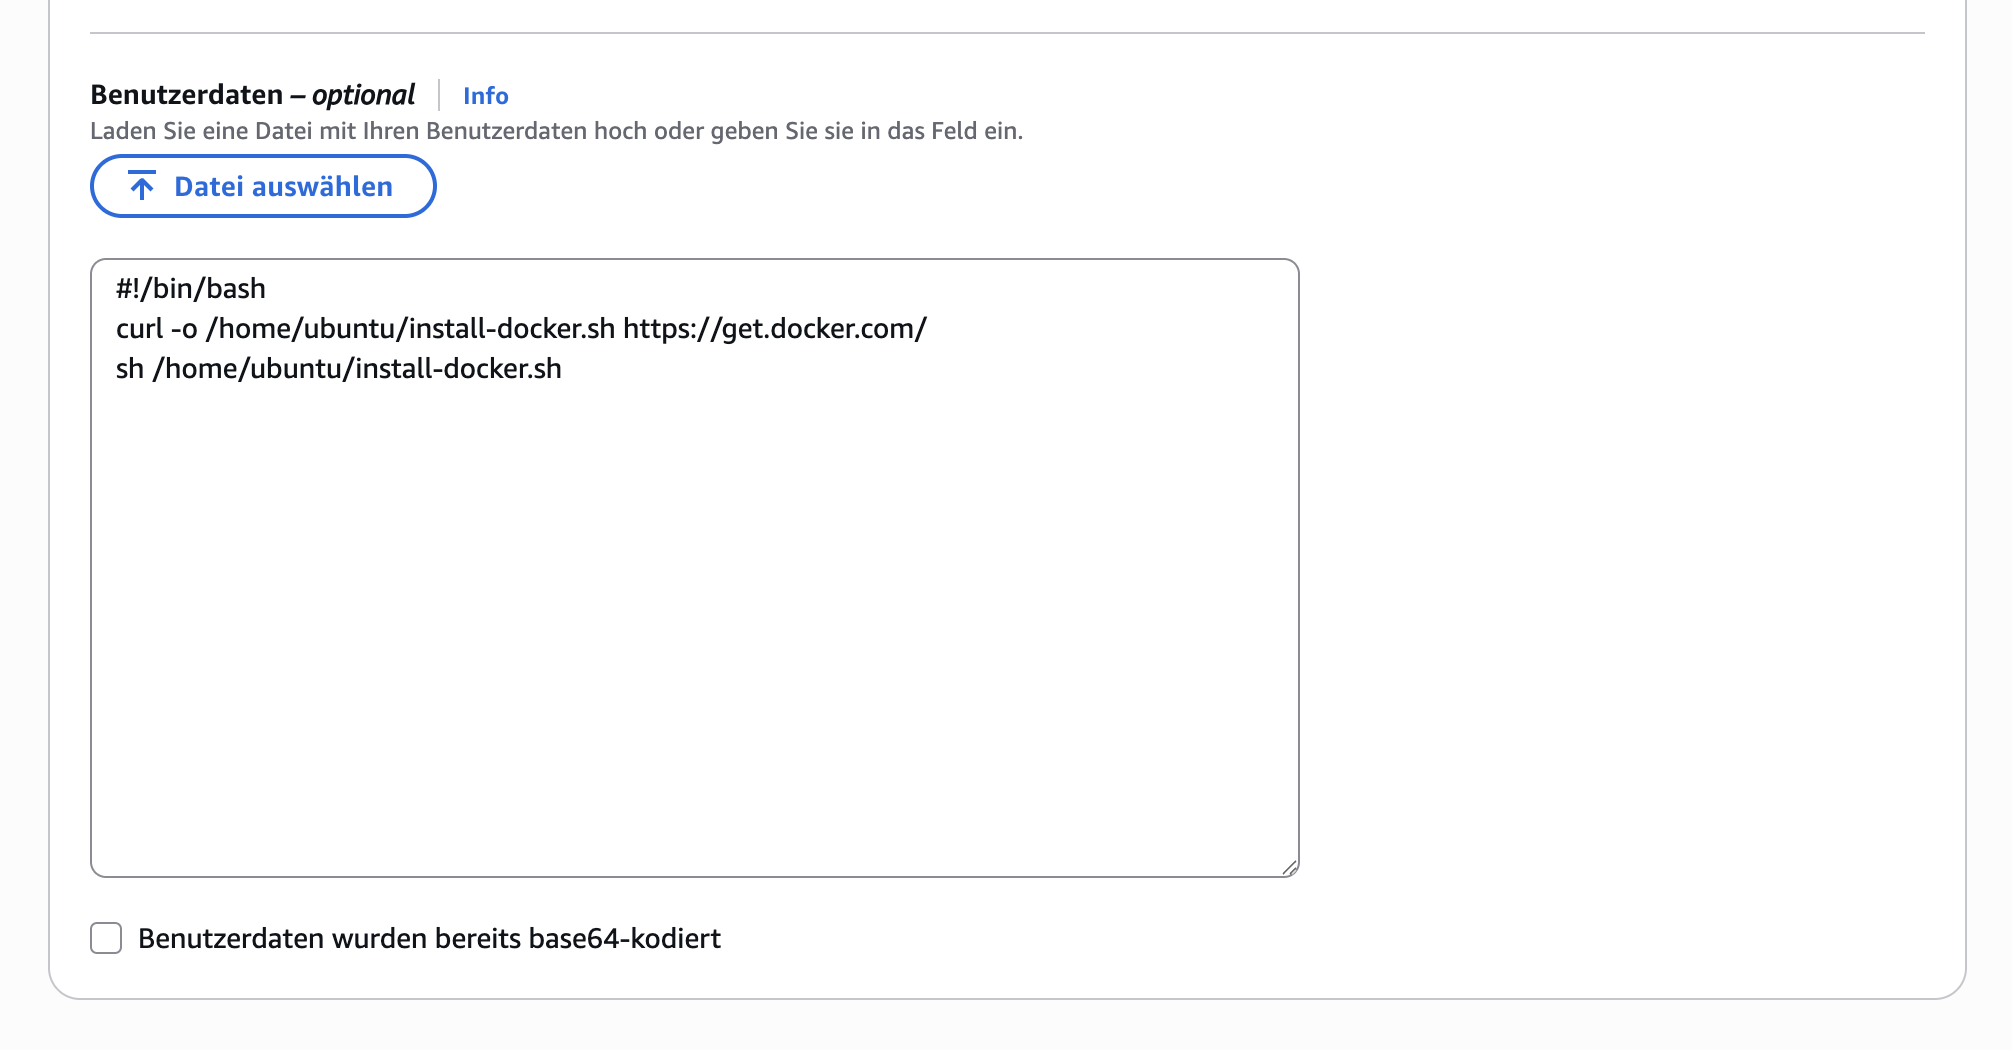 Benutzerdaten – optional
Info
Laden Sie eine Datei mit Ihren Benutzerdaten hoch oder geben Sie sie in das Feld ein.
Datei auswählen
#!/bin/bash
curl -o /home/ubuntu/install-docker.sh https://get.docker.com/
sh /home/ubuntu/install-docker.sh
Benutzerdaten wurden bereits base64-kodiert